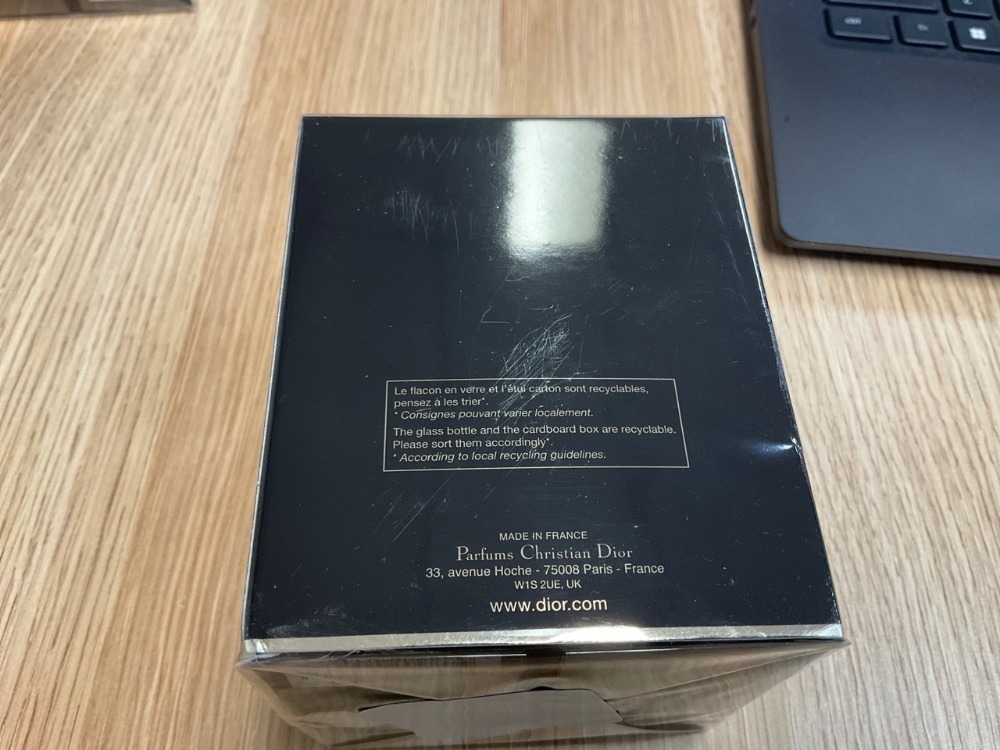 Le flacon en verre et l'étui carton sont recyclables,
pensez à les trier*.
* Consignes pouvant varier localement.
The glass bottle and the cardboard box are recyclable.
Please sort them accordingly*.
* According to local recycling guidelines.
MADE IN FRANCE
Parfums Christian Dior
33, avenue Hoche - 75008 Paris - France
W1S 2UE, UK
www.dior.com